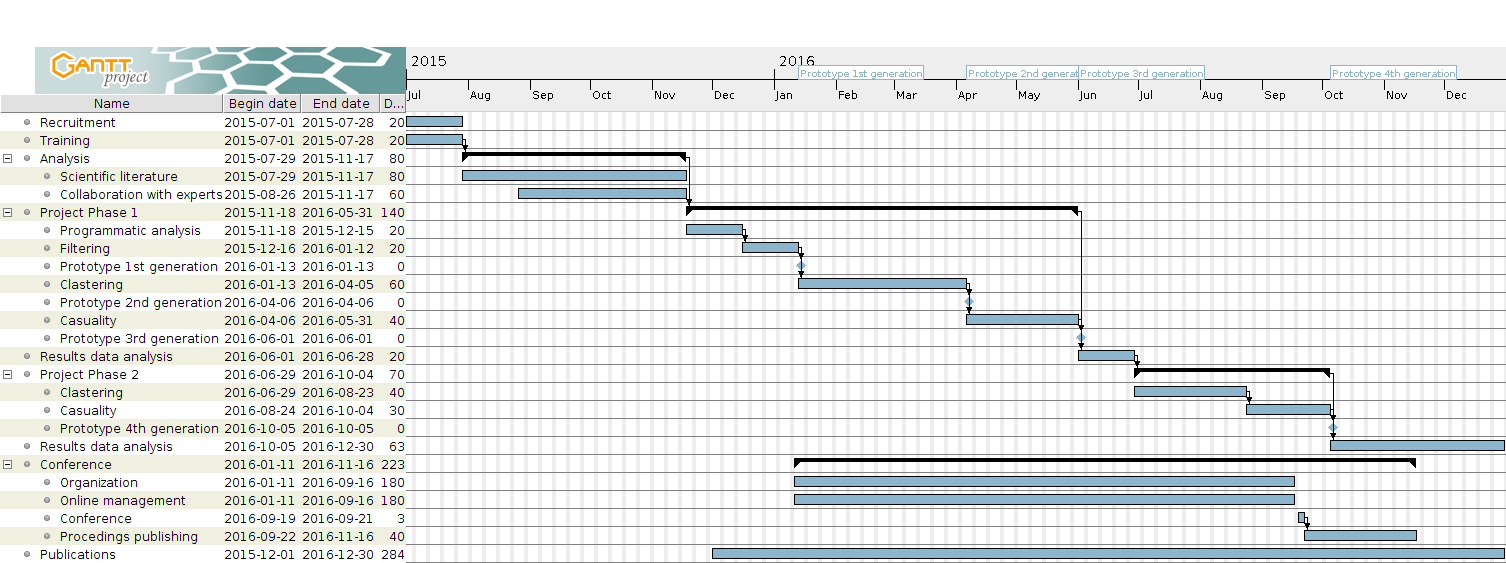 GANTT
project
2015
2016
Prototype 1st generation
Prototype 2nd generat
Prototype 3rd generation
Prototype 4th generation
Jul Aug Sep Oct Nov Dec Jan Feb Mar Apr May Jun Jul Aug Sep Oct Nov Dec
Name Begin date End date D...
Recruitment 2015-07-01 2015-07-28 20
Training 2015-07-01 2015-07-28 20
Analysis 2015-07-29 2015-11-17 80
Scientific literature 2015-07-29 2015-11-17 80
Collaboration with experts 2015-08-26 2015-11-17 60
Project Phase 1 2015-11-18 2016-05-31 140
Programmatic analysis 2015-11-18 2015-12-15 20
Filtering 2015-12-16 2016-01-12 20
Prototype 1st generation 2016-01-13 2016-01-13 0
Clastering 2016-01-13 2016-04-05 60
Prototype 2nd generation 2016-04-06 2016-04-06 0
Casuality 2016-04-06 2016-05-31 40
Prototype 3rd generation 2016-06-01 2016-06-01 0
Results data analysis 2016-06-01 2016-06-28 20
Project Phase 2 2016-06-29 2016-10-04 70
Clastering 2016-06-29 2016-08-23 40
Casuality 2016-08-24 2016-10-04 30
Prototype 4th generation 2016-10-05 2016-10-05 0
Results data analysis 2016-10-05 2016-12-30 63
Conference 2016-01-11 2016-11-16 223
Organization 2016-01-11 2016-09-16 180
Online management 2016-01-11 2016-09-16 180
Conference 2016-09-19 2016-09-21 3
Procedings publishing 2016-09-22 2016-11-16 40
Publications 2015-12-01 2016-12-30 284